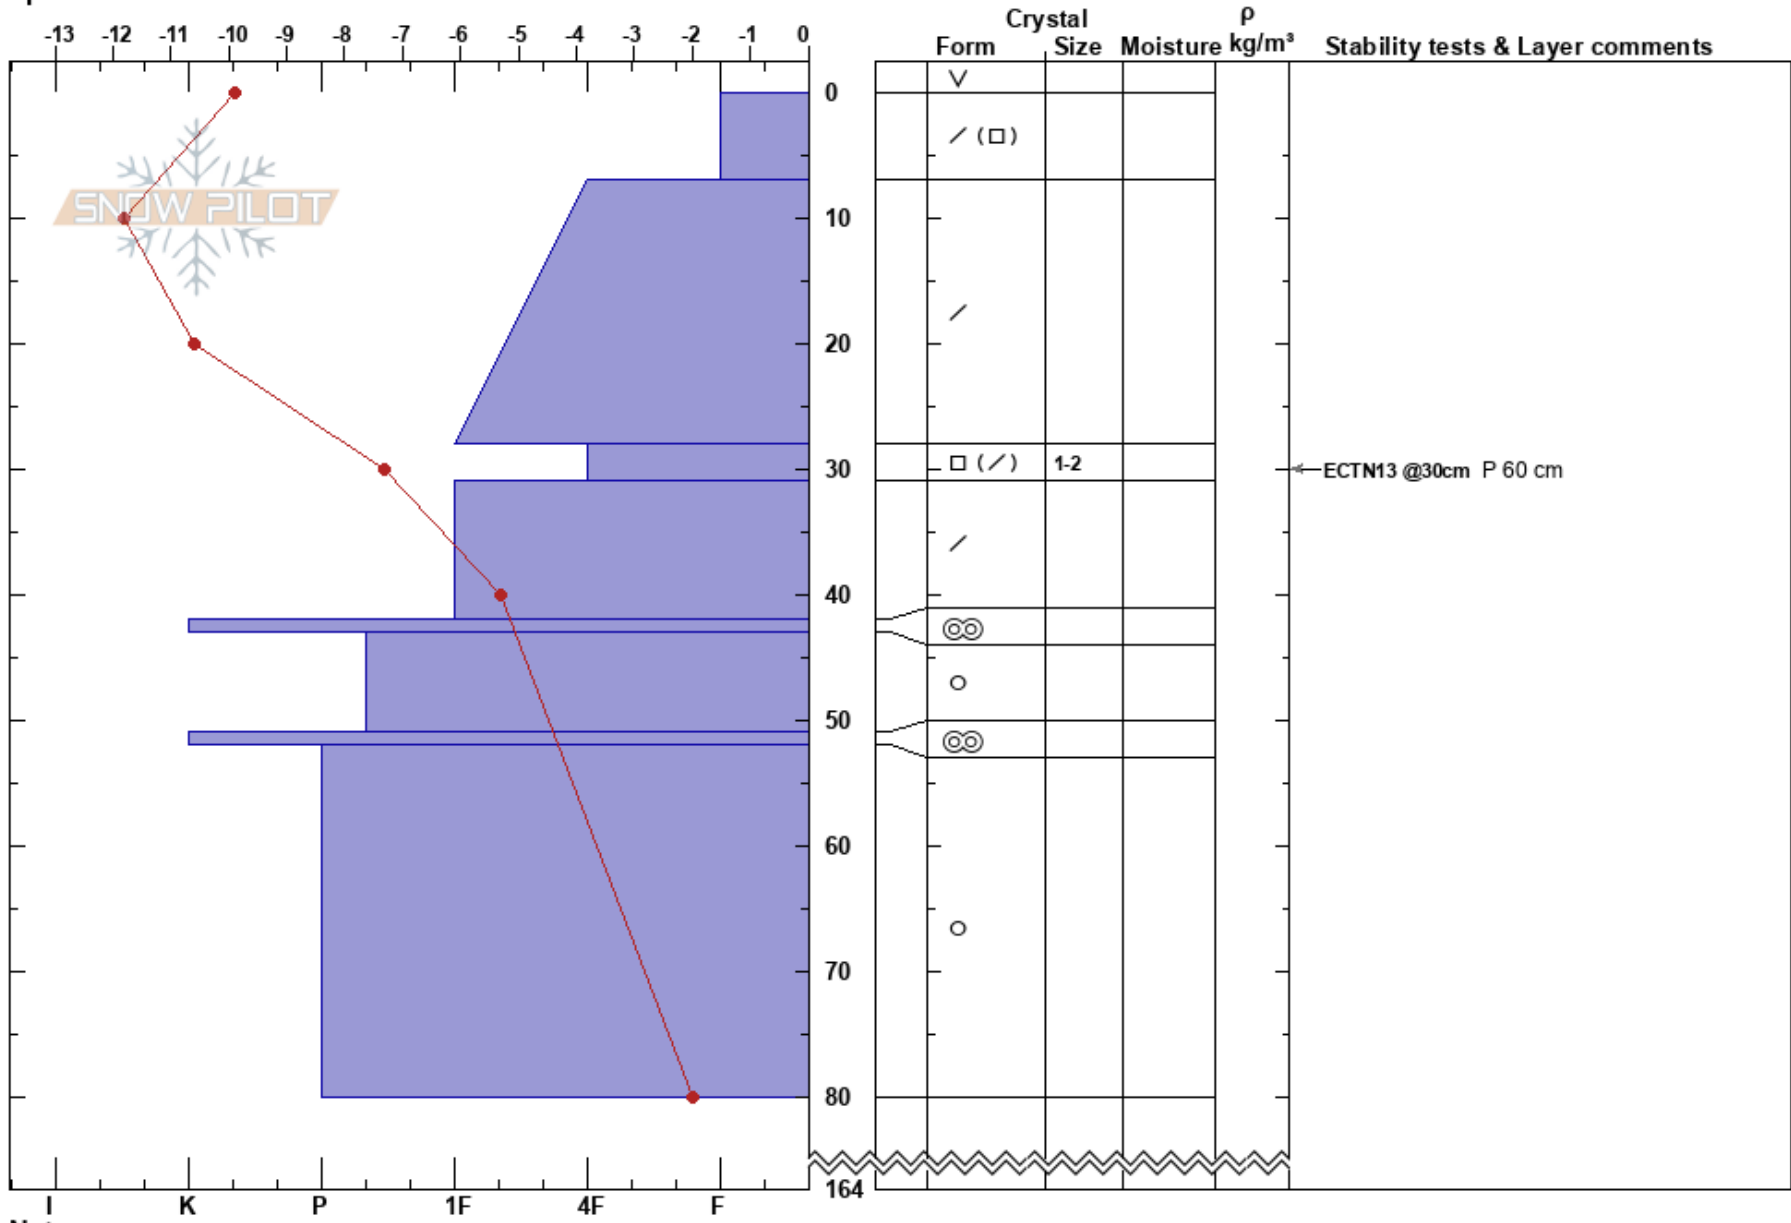 Crystal ρ
-13 -12 -11 -10 -9 -8 -7 -6 -5 -4 -3 -2 -1 0 Form Size Moisture kg/m³ Stability tests & Layer comments
0
SNOW PILOT
10
20
1-2
30 ECTN13 @30cm P 60 cm
40
50
60
70
80
164
I K P 1F 4F F